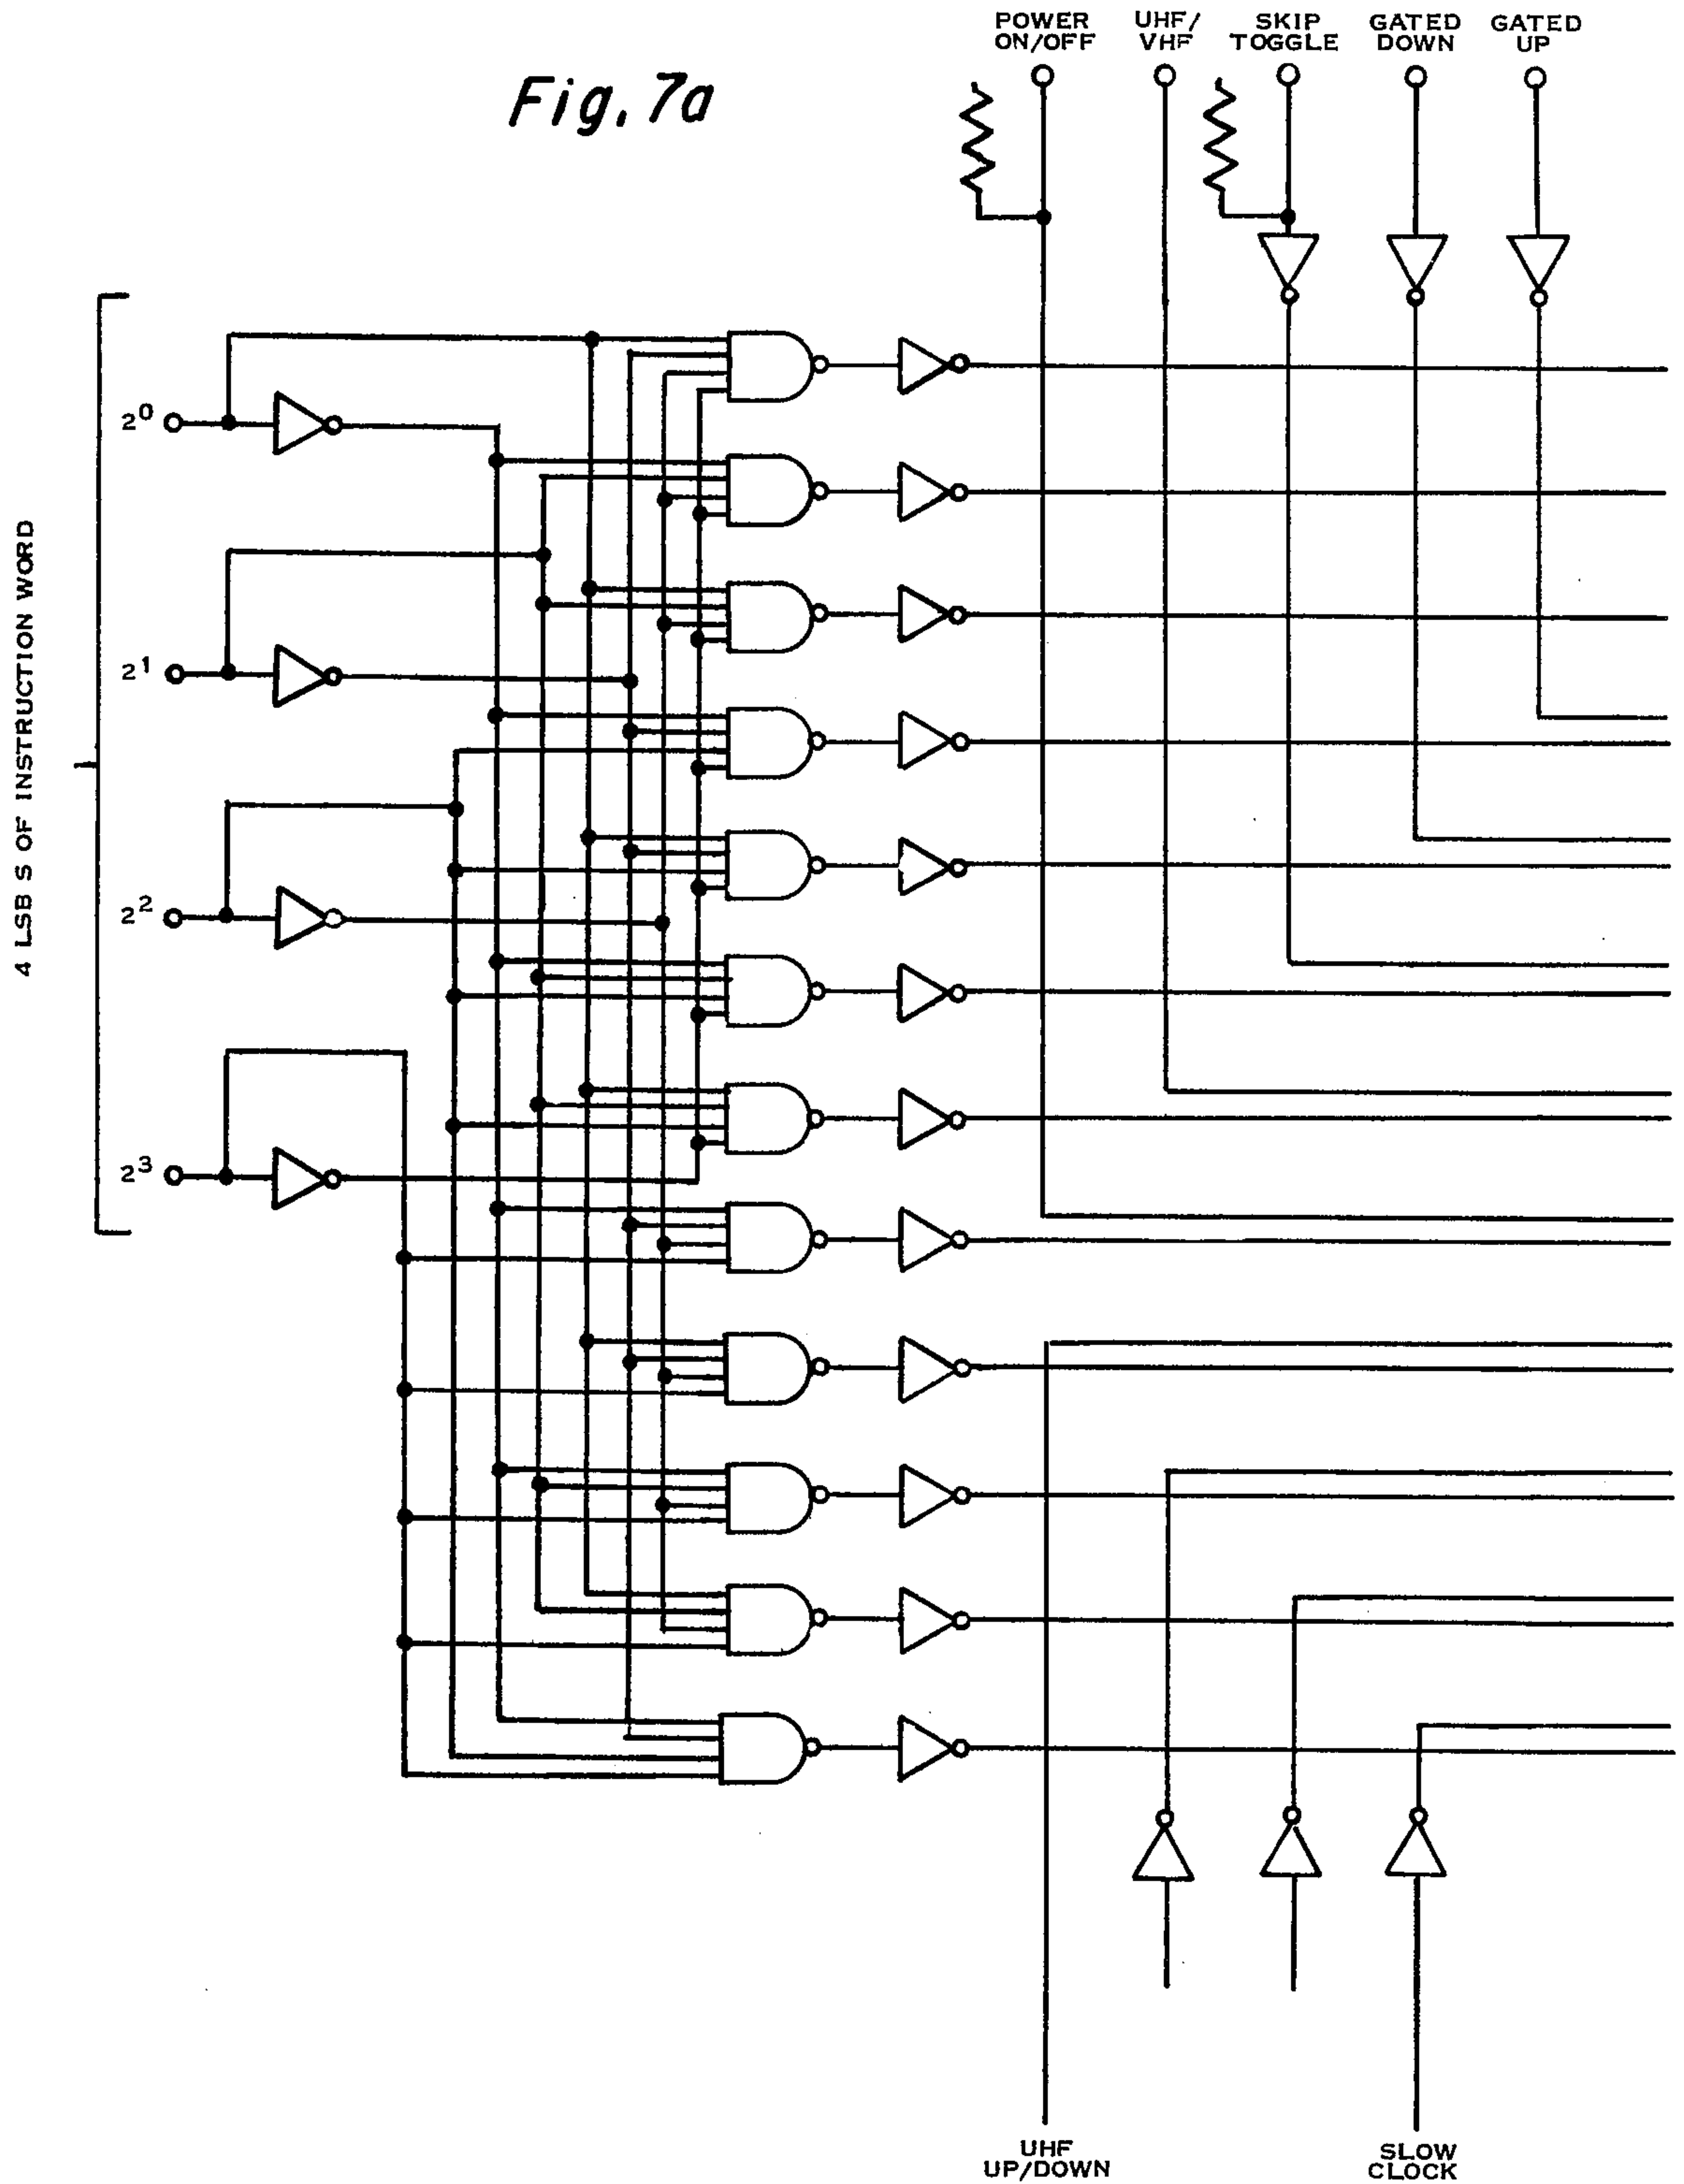 POWER
ON/OFF
UHF/
VHF
SKIP
TOGGLE
GATED
DOWN
GATED
UP
Fig. 7a
4 LSB S OF INSTRUCTION WORD
2⁰
2¹
2²
2³
UHF
UP/DOWN
SLOW
CLOCK